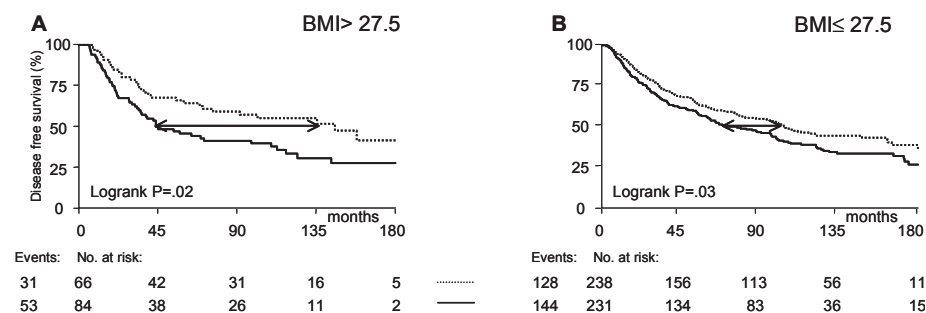 A BMI> 27.5
100
75
50
25
0
Disease free survival (%)
Logrank P=.02
months
0 45 90 135 180
Events: No. at risk:
31 66 42 31 16 5
53 84 38 26 11 2
B BMI≤ 27.5
100
75
50
25
0
Logrank P=.03
months
0 45 90 135 180
Events: No. at risk:
128 238 156 113 56 11
144 231 134 83 36 15